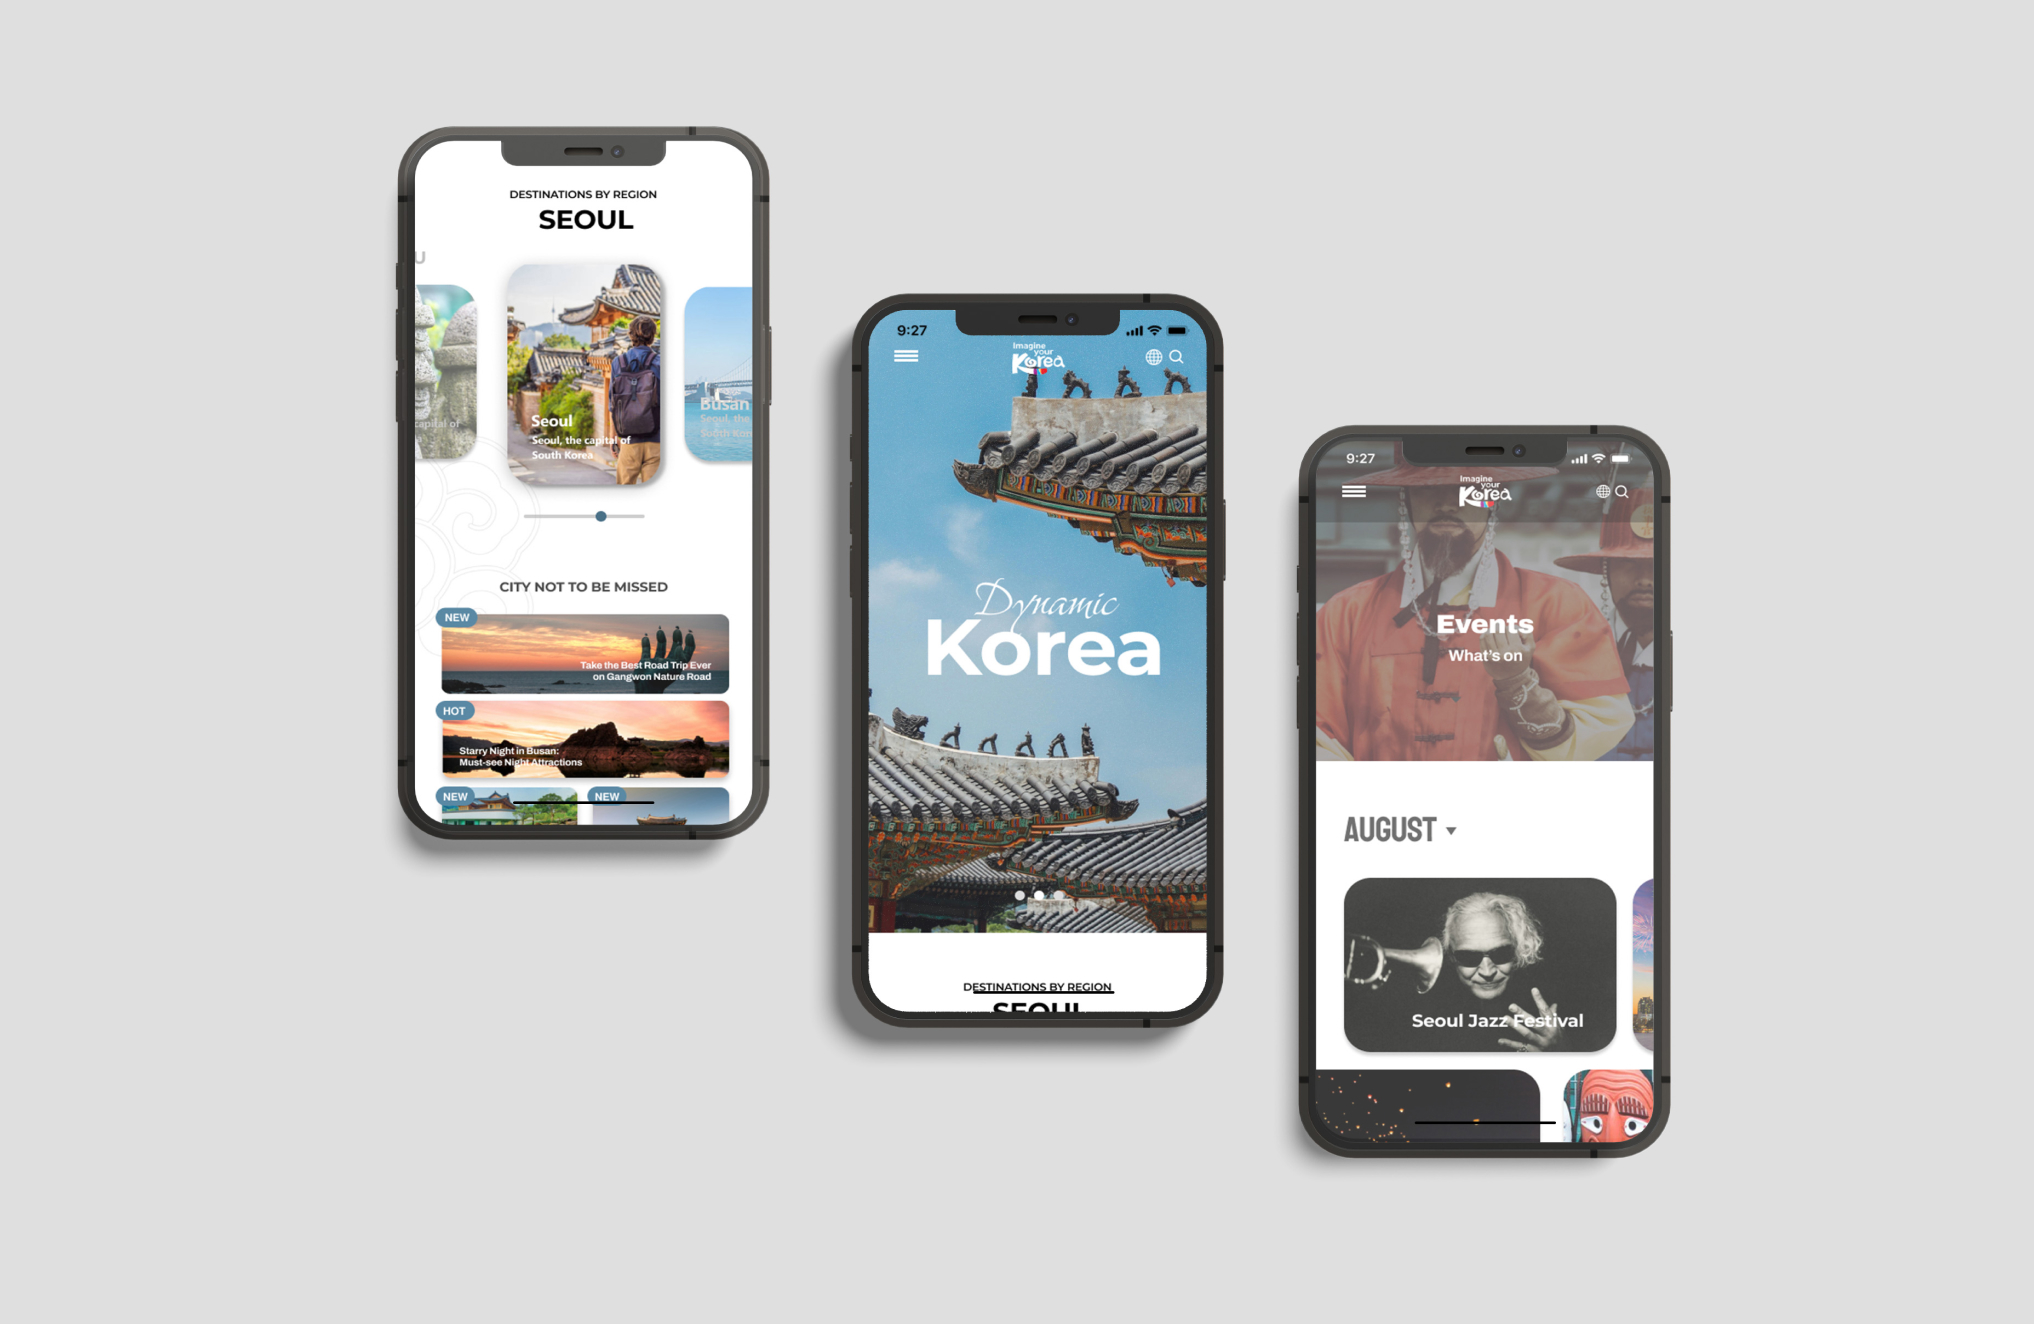 DESTINATIONS BY REGION
SEOUL
U
capital of
Seoul
Seoul, the capital of
South Korea
Busan
Seoul, the
South Kor
CITY NOT TO BE MISSED
NEW
Take the Best Road Trip Ever
on Gangwon Nature Road
HOT
Starry Night in Busan:
Must-see Night Attractions
NEW
NEW
9:27
Imagine
your
Korea
Dynamic
Korea
DESTINATIONS BY REGION
SEOUL
9:27
Imagine
your
Korea
Events
What's on
AUGUST
Seoul Jazz Festival